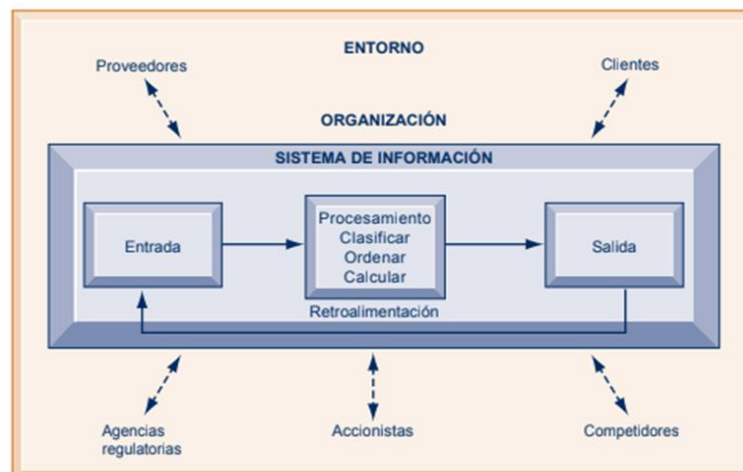 ENTORNO
Proveedores
Clientes
ORGANIZACIÓN
SISTEMA DE INFORMACIÓN
Entrada
Procesamiento
Clasificar
Ordenar
Calcular
Salida
Retroalimentación
Agencias
regulatorias
Accionistas
Competidores